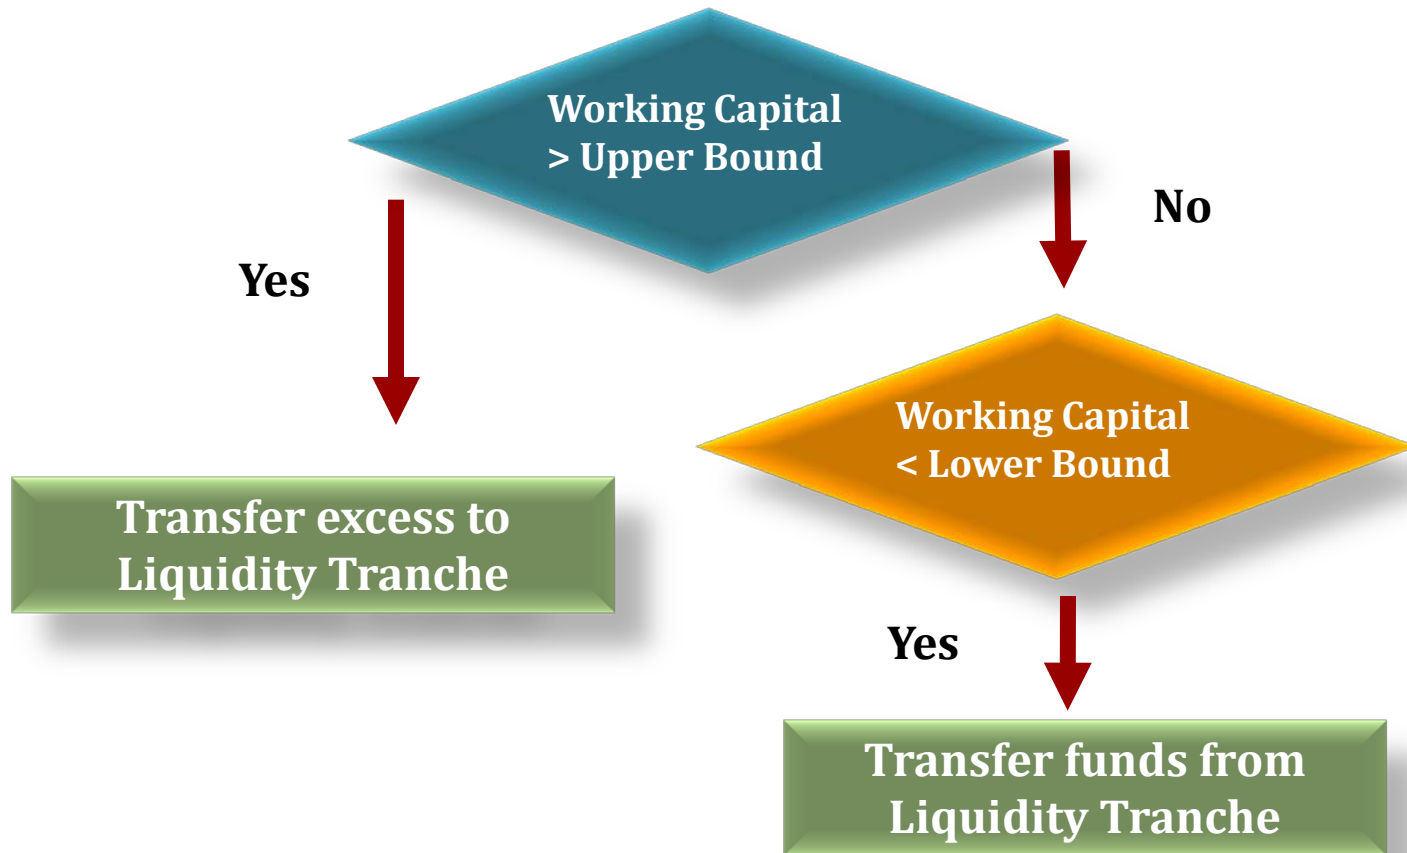 Working Capital
> Upper Bound
No
Yes
Working Capital
< Lower Bound
Transfer excess to
Liquidity Tranche
Yes
Transfer funds from
Liquidity Tranche